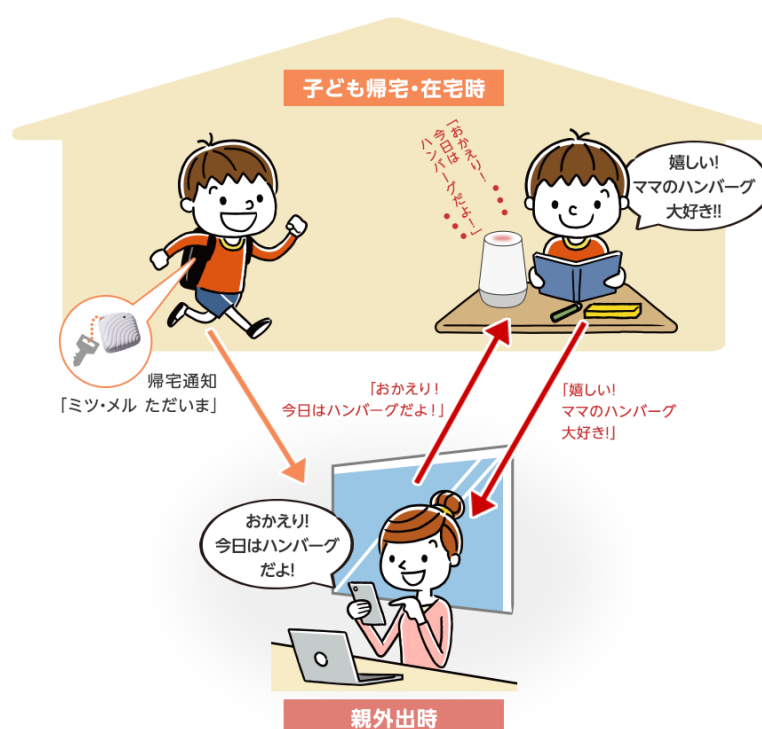 子ども帰宅・在宅時
「おかえり!
今日は
ハンバーグだよ!」
嬉しい!
ママのハンバーグ
大好き!!
帰宅通知
「ミツ・メル ただいま」
「おかえり!
今日はハンバーグだよ!」
「嬉しい!
ママのハンバーグ
大好き!」
おかえり!
今日はハンバーグ
だよ!
親外出時